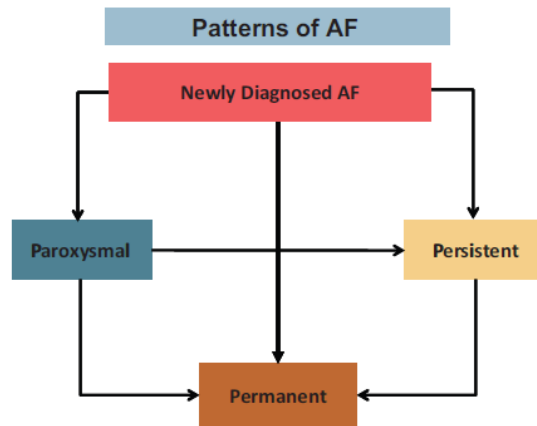 Patterns of AF
Newly Diagnosed AF
Paroxysmal
Persistent
Permanent